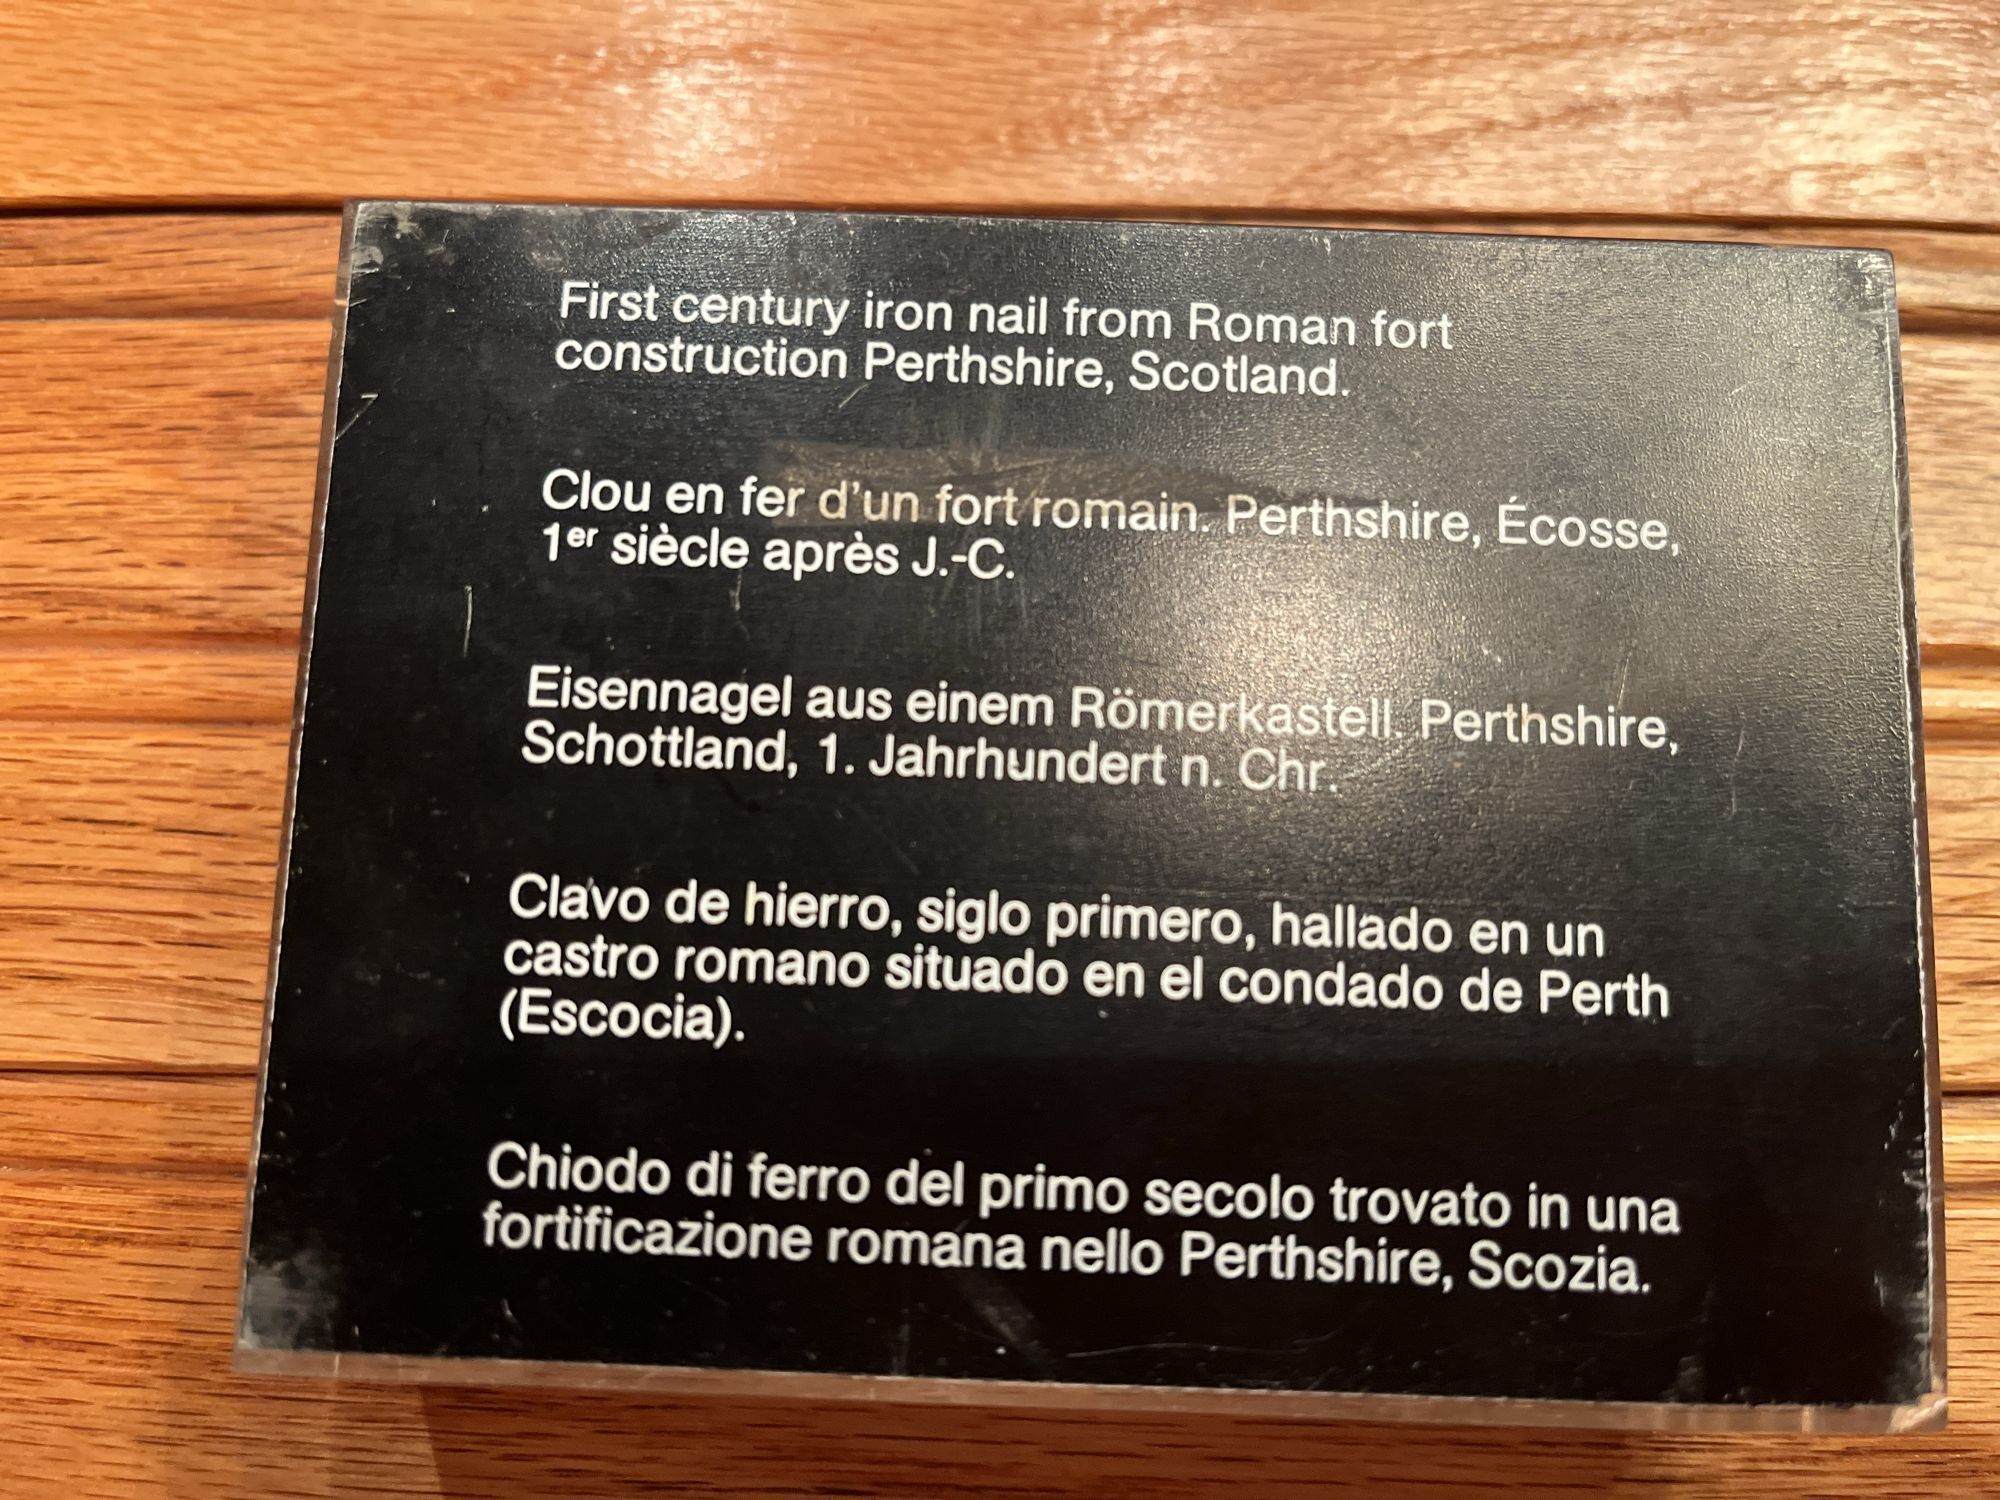 First century iron nail from Roman fort
construction Perthshire, Scotland.
Clou en fer d'un fort romain. Perthshire, Écosse,
1er siècle après J.-C.
Eisennagel aus einem Römerkastell. Perthshire,
Schottland, 1. Jahrhundert n. Chr.
Clavo de hierro, siglo primero, hallado en un
castro romano situado en el condado de Perth
(Escocia).
Chiodo di ferro del primo secolo trovato in una
fortificazione romana nello Perthshire, Scozia.